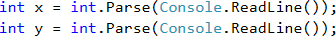 int x = int.Parse(Console.ReadLine());
int y = int.Parse(Console.ReadLine());